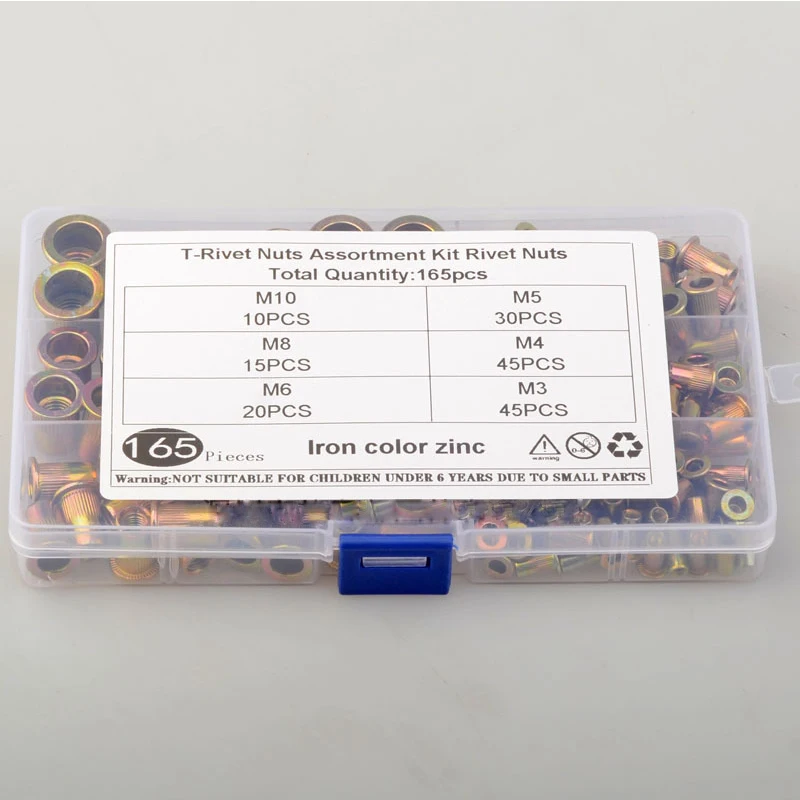 T-Rivet Nuts Assortment Kit Rivet Nuts
Total Quantity:165pcs
M10 M5
10PCS 30PCS
M8 M4
15PCS 45PCS
M6 M3
20PCS 45PCS
165 Pieces Iron color zinc warning 0-6
Warning:NOT SUITABLE FOR CHILDREN UNDER 6 YEARS DUE TO SMALL PARTS